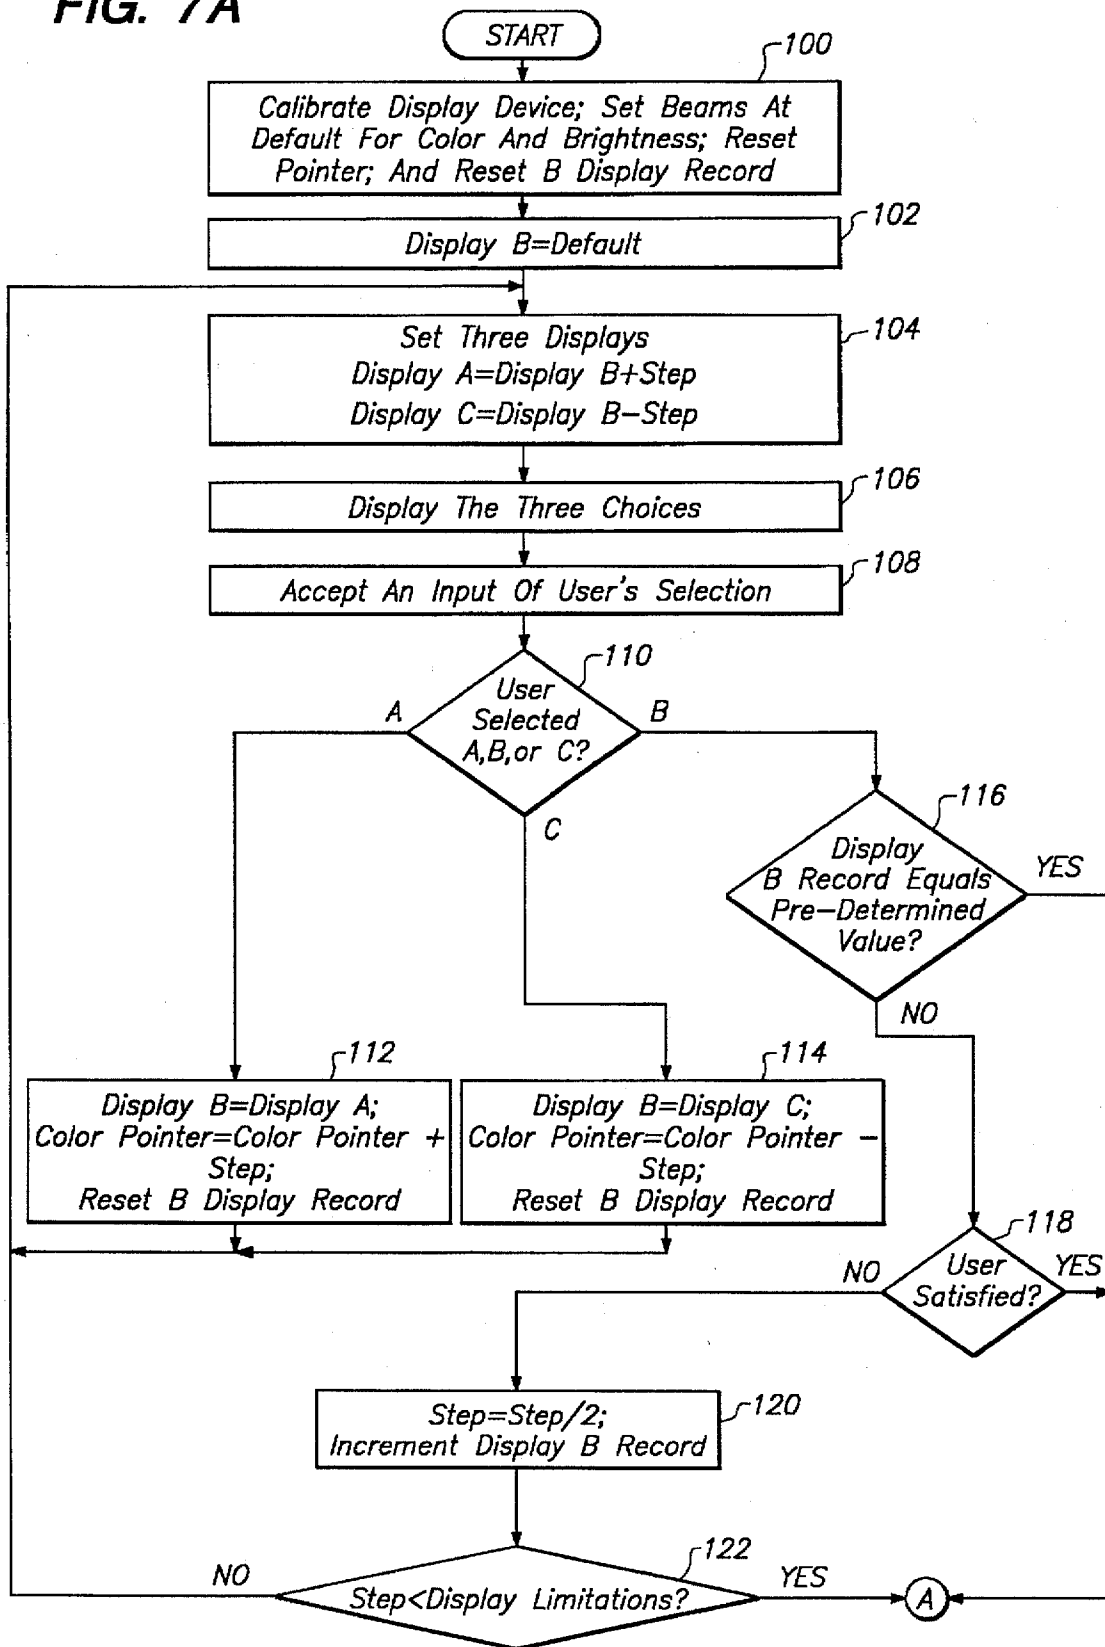 FIG. 7A
START
100
Calibrate Display Device; Set Beams At
Default For Color And Brightness; Reset
Pointer; And Reset B Display Record
102
Display B=Default
104
Set Three Displays
Display A=Display B+Step
Display C=Display B−Step
106
Display The Three Choices
108
Accept An Input Of User's Selection
110
User
Selected
A,B,or C?
A
B
C
116
Display
B Record Equals
Pre−Determined
Value?
YES
NO
112
Display B=Display A;
Color Pointer=Color Pointer +
Step;
Reset B Display Record
114
Display B=Display C;
Color Pointer=Color Pointer −
Step;
Reset B Display Record
118
User
Satisfied?
NO
YES
120
Step=Step/2;
Increment Display B Record
122
Step<Display Limitations?
NO
YES
A